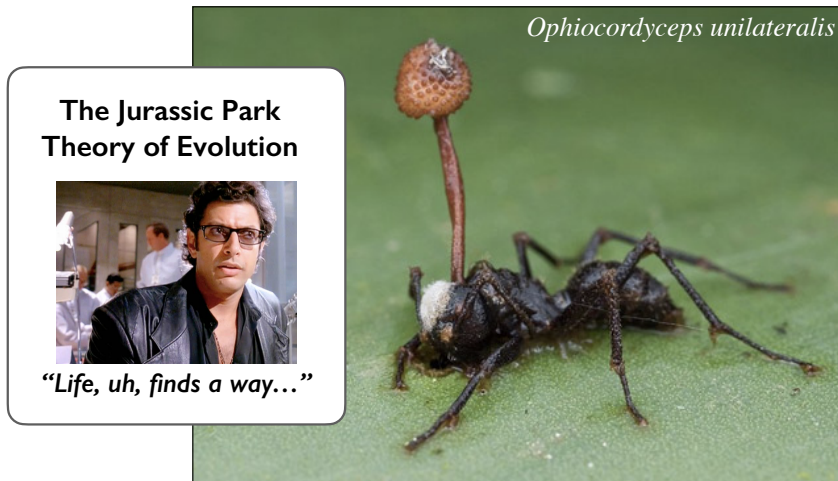 Ophiocordyceps unilateralis
The Jurassic Park
Theory of Evolution
“Life, uh, finds a way…”